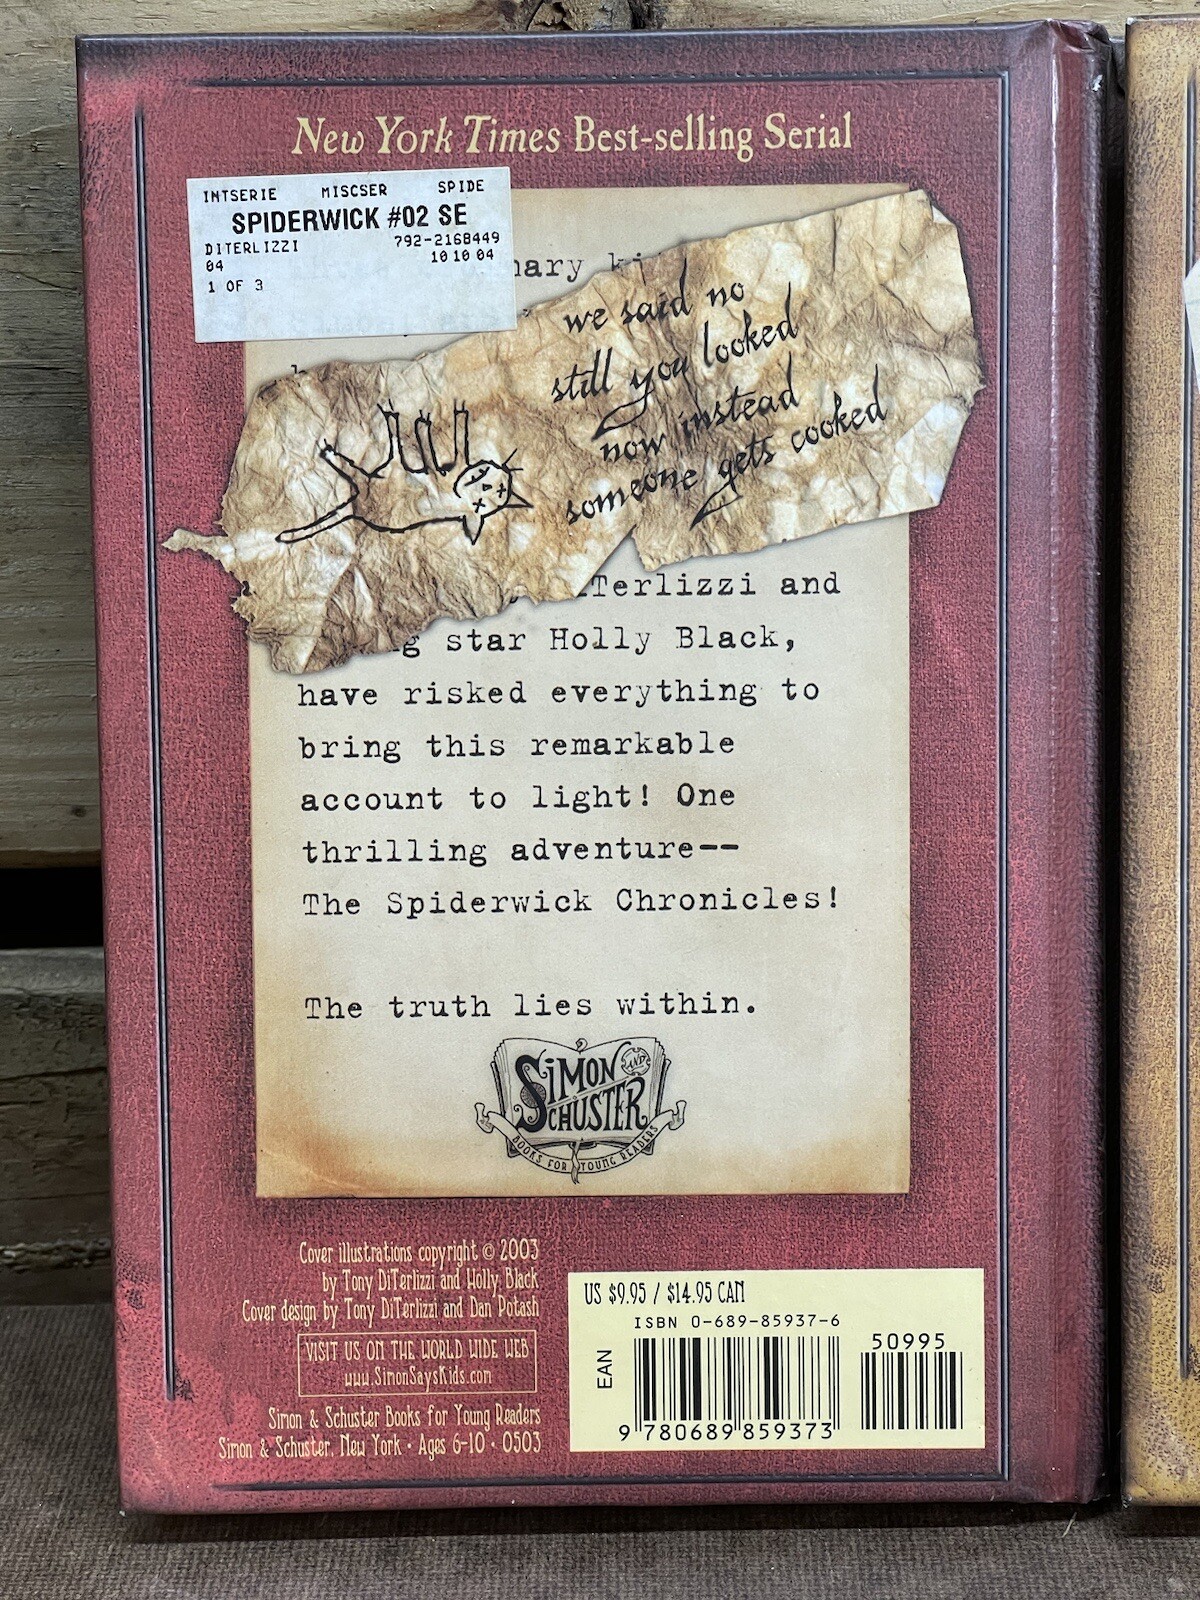 New York Times Best-selling Serial
INTSERIE MISCSER SPIDE
SPIDERWICK #02 SE
DITERLIZZI 792-2168449
04 10 10 04
1 OF 3
we said no
still you looked
now instead
someone gets cooked
and
star Holly Black,
have risked everything to
bring this remarkable
account to light! One
thrilling adventure--
The Spiderwick Chronicles!
The truth lies within.
SIMON AND SCHUSTER
BOOKS FOR YOUNG READERS
Cover illustrations copyright © 2003
by Tony DiTerlizzi and Holly Black
Cover design by Tony DiTerlizzi and Dan Potash
VISIT US ON THE WORLD WIDE WEB
www.SimonSaysKids.com
Simon & Schuster Books for Young Readers
Simon & Schuster, New York • Ages 6-10 • 0503
US $9.95 / $14.95 CAN
ISBN 0-689-85937-6
50995
EAN
9 780689 859373